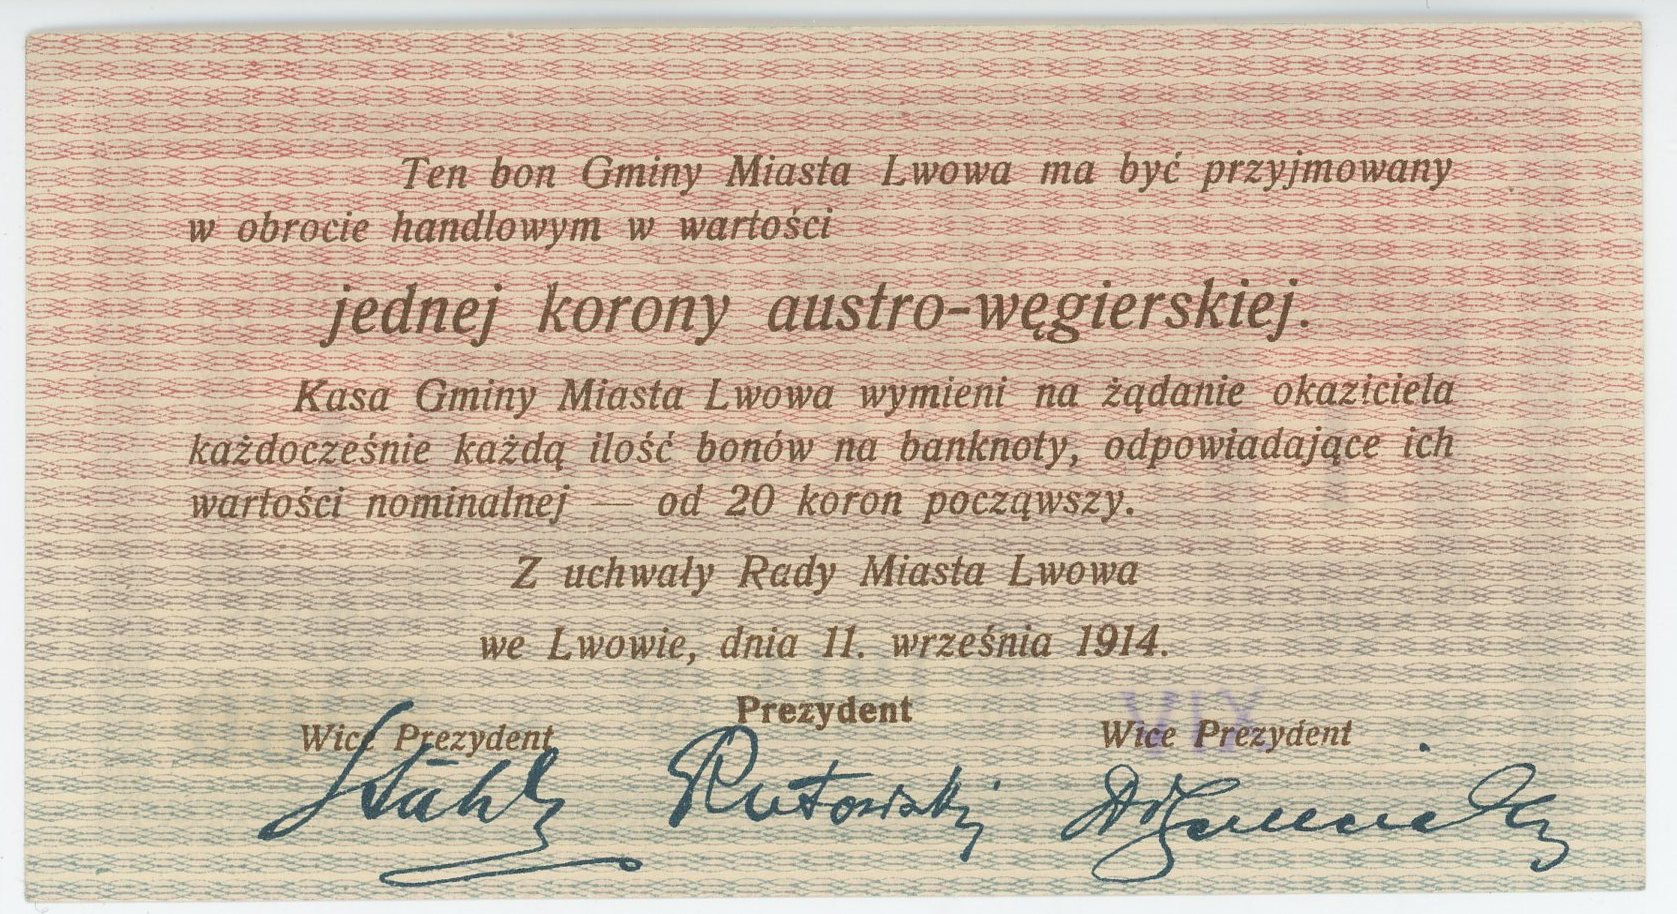 Ten bon Gminy Miasta Lwowa ma być przyjmowany
w obrocie handlowym w wartości
jednej korony austro-węgierskiej.
Kasa Gminy Miasta Lwowa wymieni na żądanie okaziciela
każdocześnie każdą ilość bonów na banknoty, odpowiadające ich
wartości nominalnej — od 20 koron począwszy.
Z uchwały Rady Miasta Lwowa
we Lwowie, dnia 11. września 1914.
Prezydent
Wice Prezydent Wice Prezydent
Stahl Rutowski